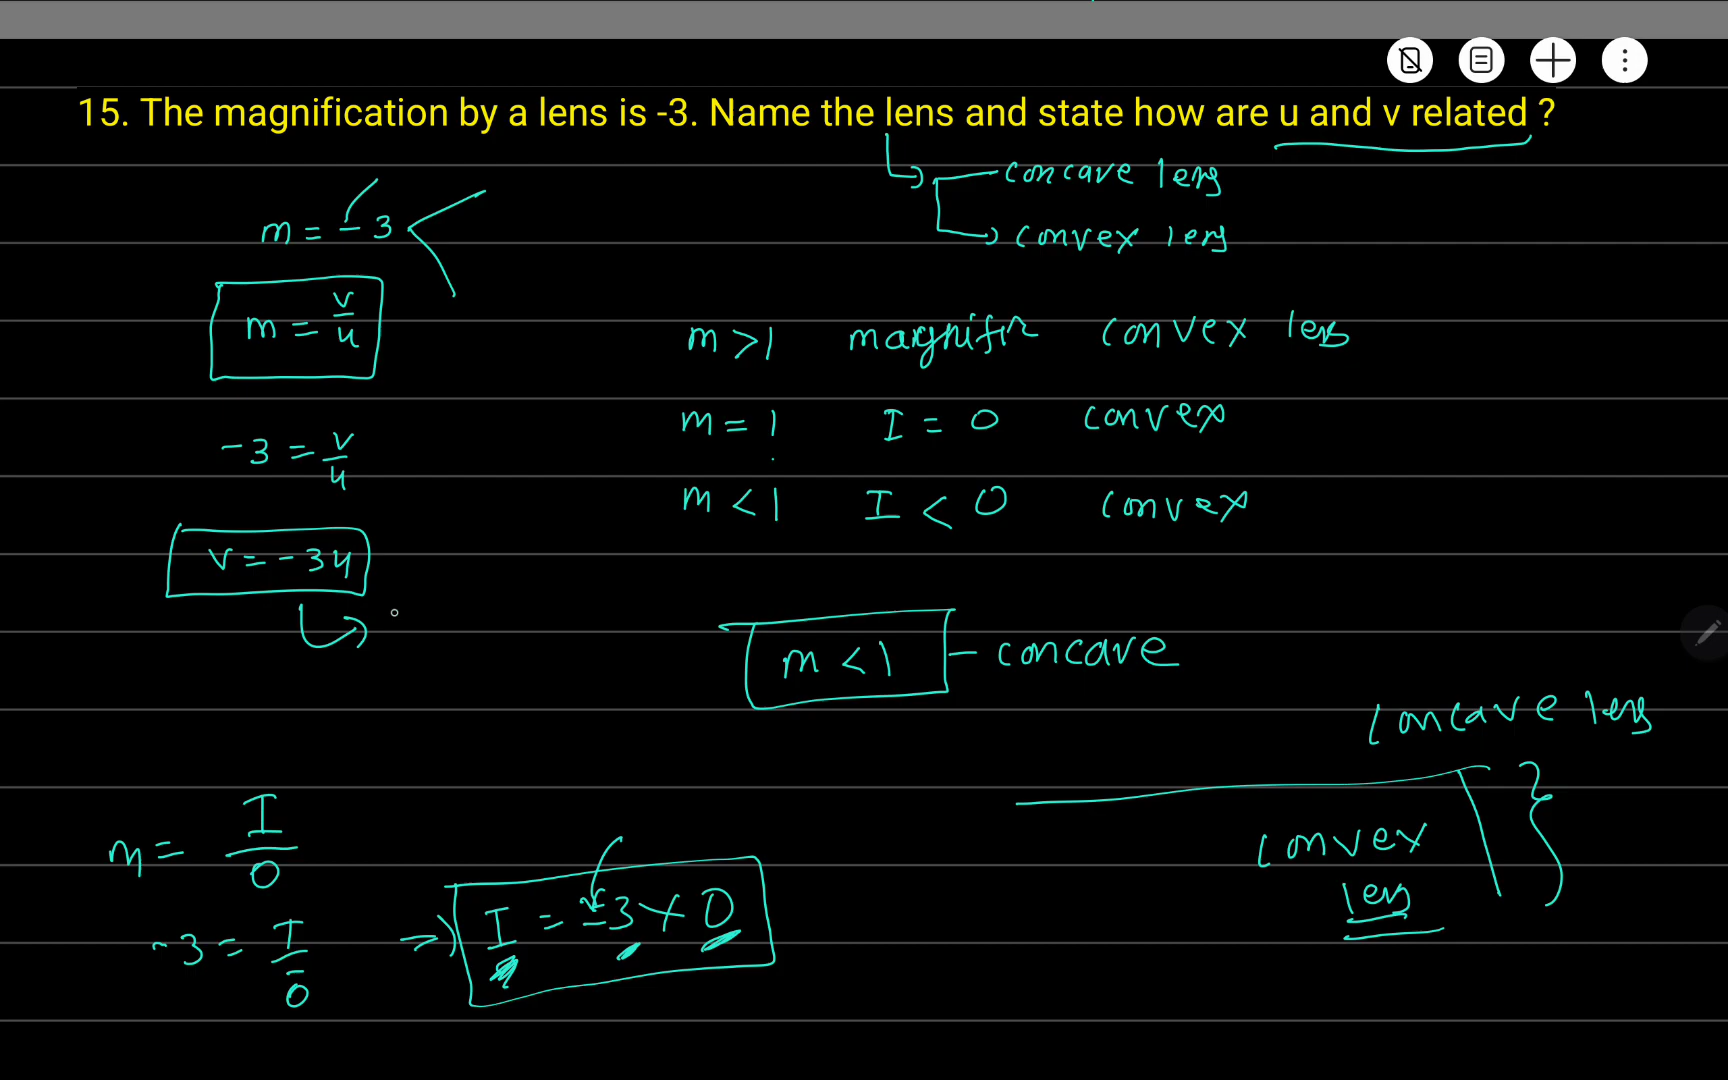 15. The magnification by a lens is -3. Name the lens and state how are u and v related ?
concave lens
convex lens
m = -3
m = v/u
m > 1 magnifi convex lens
m = 1 I = O convex
-3 = v/u
m < 1 I < O convex
v = -3u
m < 1 - concave
concave lens
convex
lens
m = I/O
-3 = I/O
=> I = -3 x O